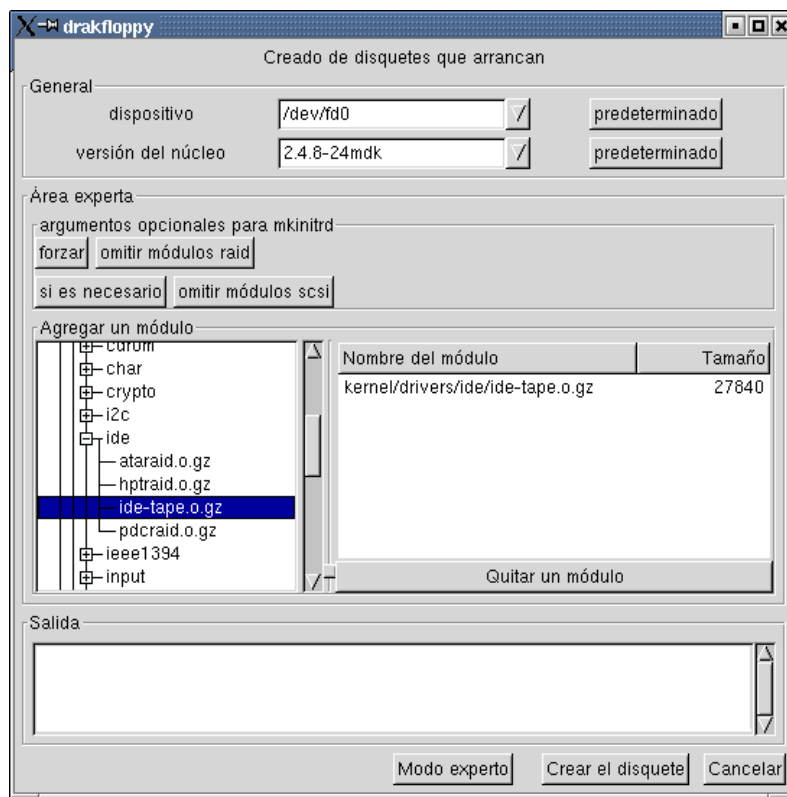 drakfloppy
Creado de disquetes que arrancan
General
dispositivo /dev/fd0 predeterminado
versión del núcleo 2.4.8-24mdk predeterminado
Área experta
argumentos opcionales para mkinitrd
forzar omitir módulos raid
si es necesario omitir módulos scsi
Agregar un módulo
cdrom
char
crypto
i2c
ide
ataraid.o.gz
hptraid.o.gz
ide-tape.o.gz
pdcraid.o.gz
ieee1394
input
Nombre del módulo Tamaño
kernel/drivers/ide/ide-tape.o.gz 27840
Quitar un módulo
Salida
Modo experto Crear el disquete Cancelar